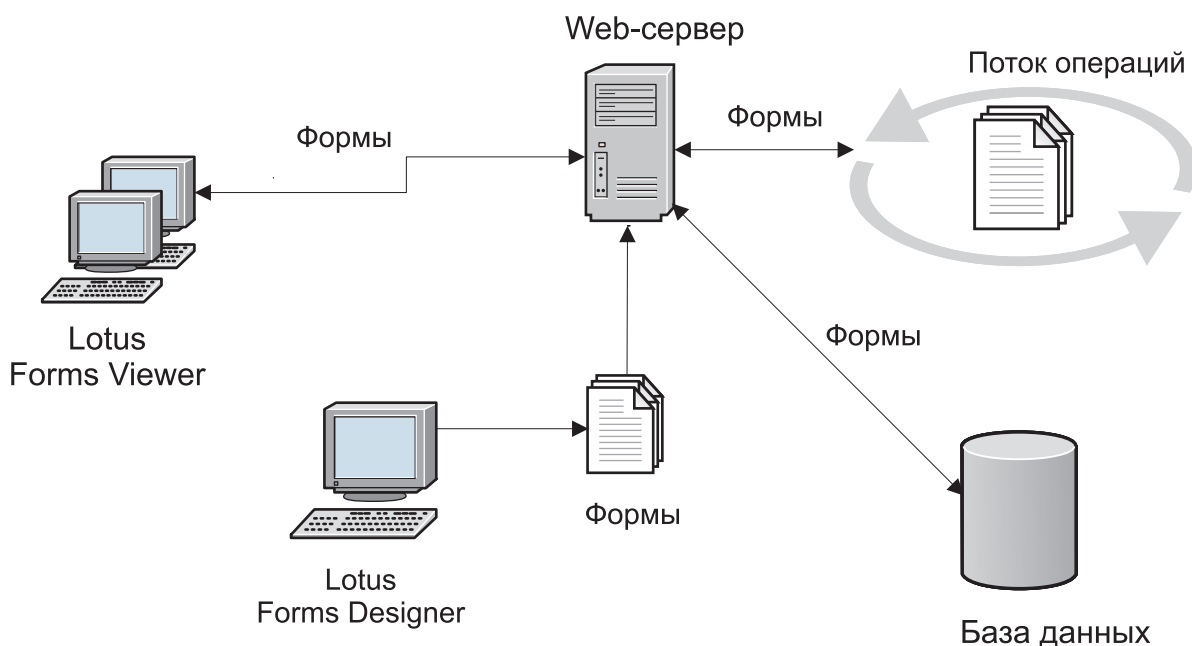 Web-сервер
Поток операций
Формы
Формы
Lotus
Forms Viewer
Формы
Формы
Lotus
Forms Designer
База данных